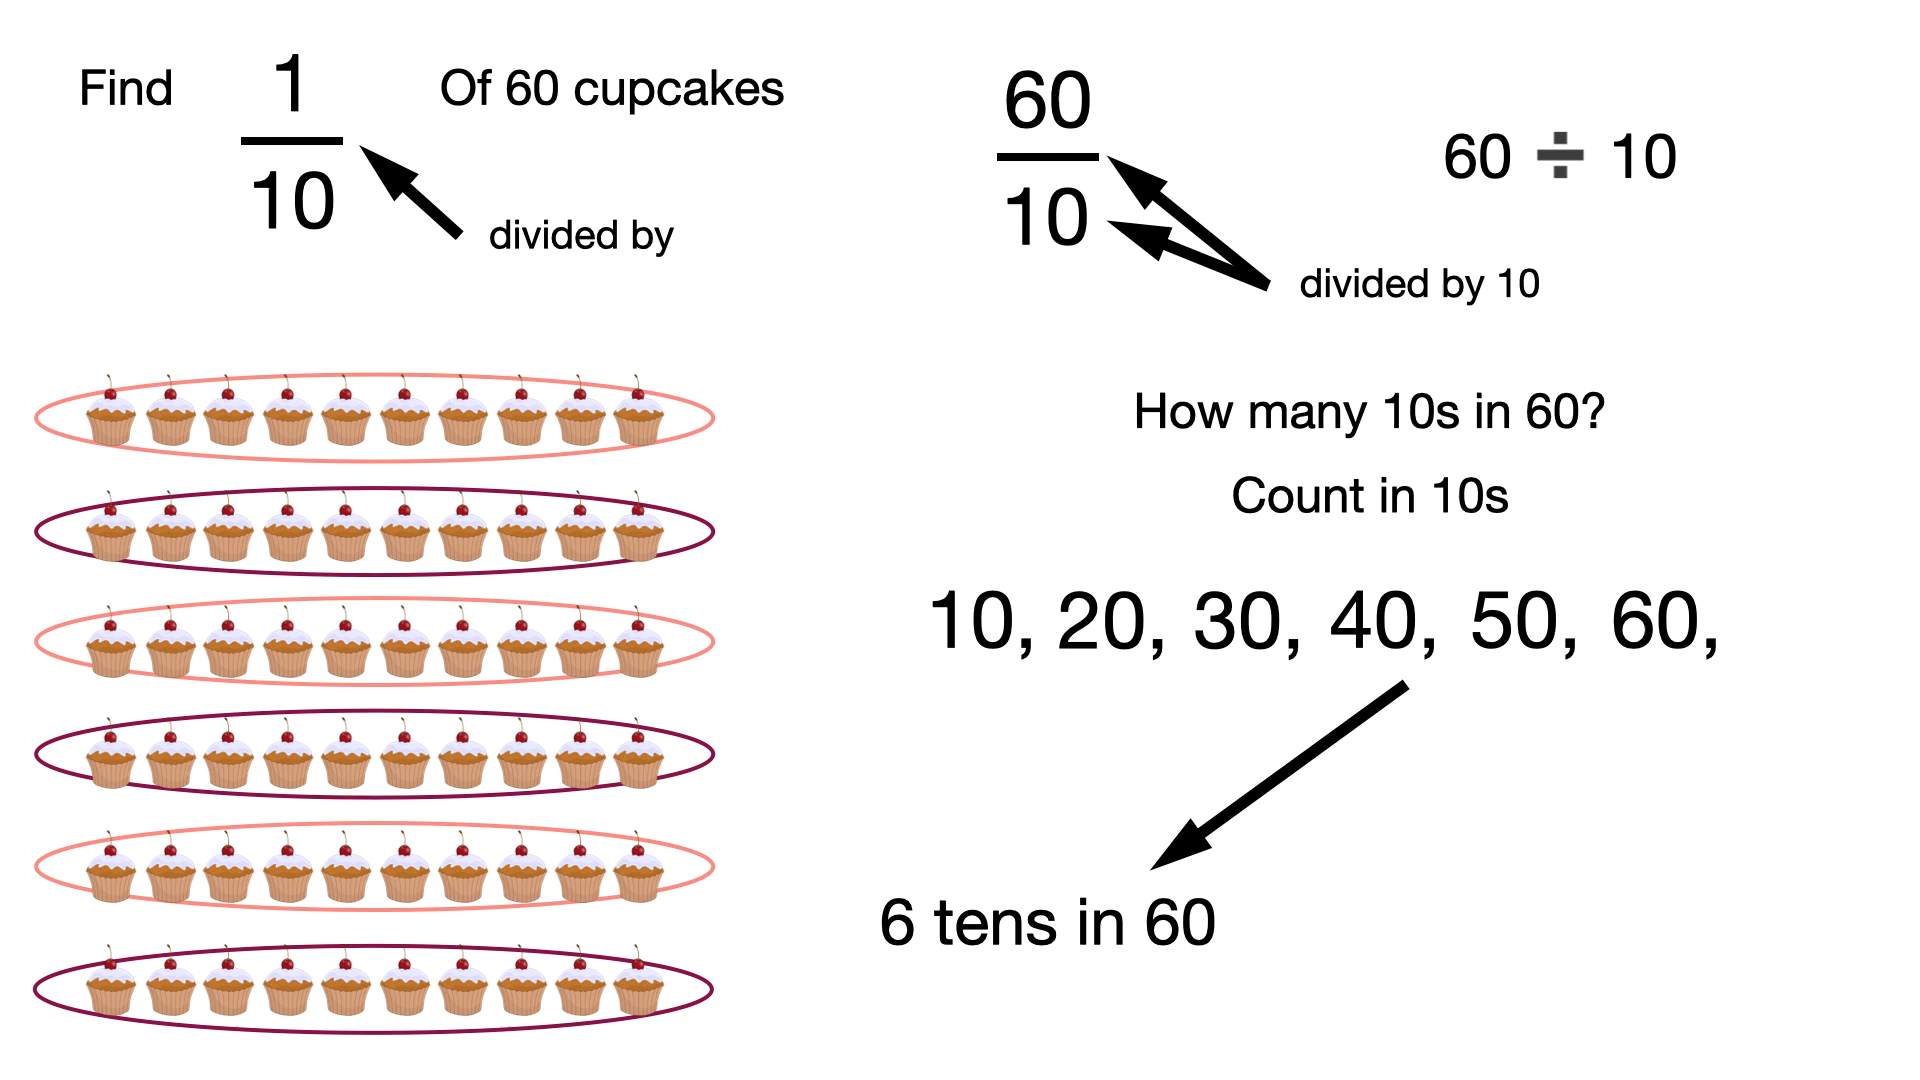 Find 1/10 Of 60 cupcakes
divided by
60/10
60 ÷ 10
divided by 10
How many 10s in 60?
Count in 10s
10, 20, 30, 40, 50, 60,
6 tens in 60